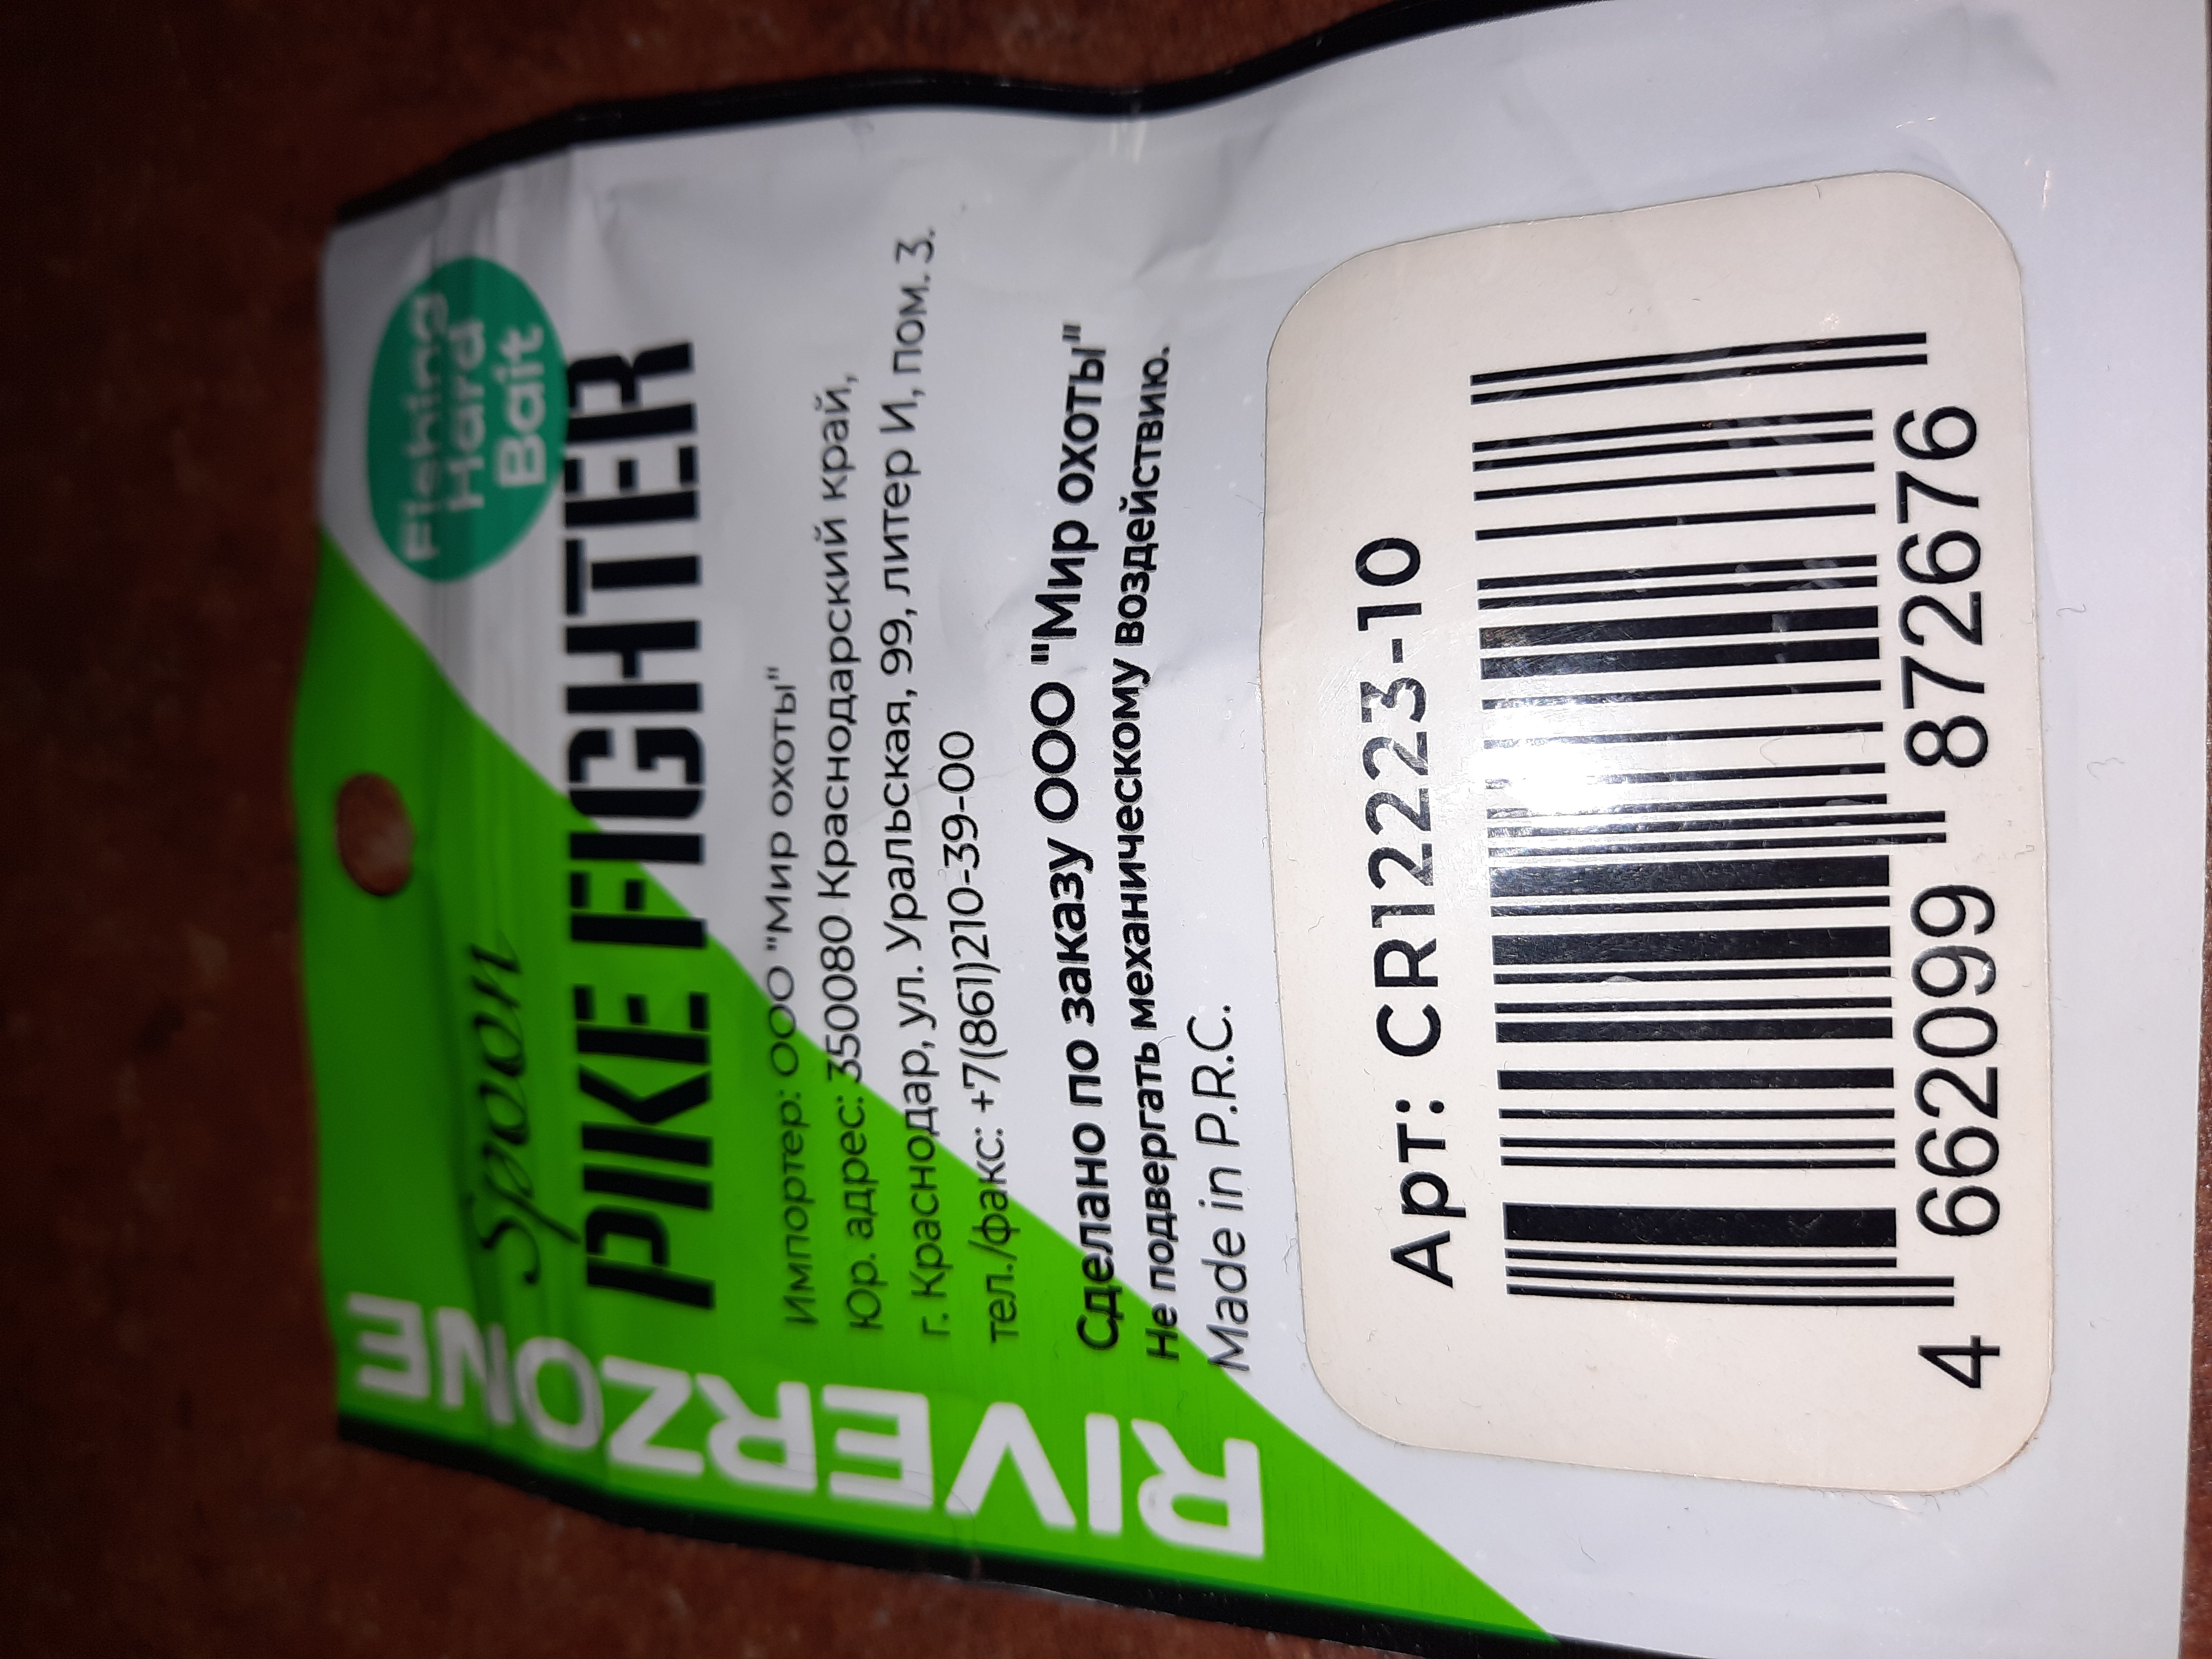 RIVERZONE
Fishing
Hard
Bait
Spoon
PIKE FIGHTER
Импортер: ООО "Мир охоты"
Юр. адрес: 350080 Краснодарский край,
г. Краснодар, ул. Уральская, 99, литер И, пом. 3.
тел./факс: +7(861)210-39-00
Сделано по заказу ООО "Мир охоты"
Не подвергать механическому воздействию.
Made in P.R.C.
Арт: CR12223-10
4 662099 872676